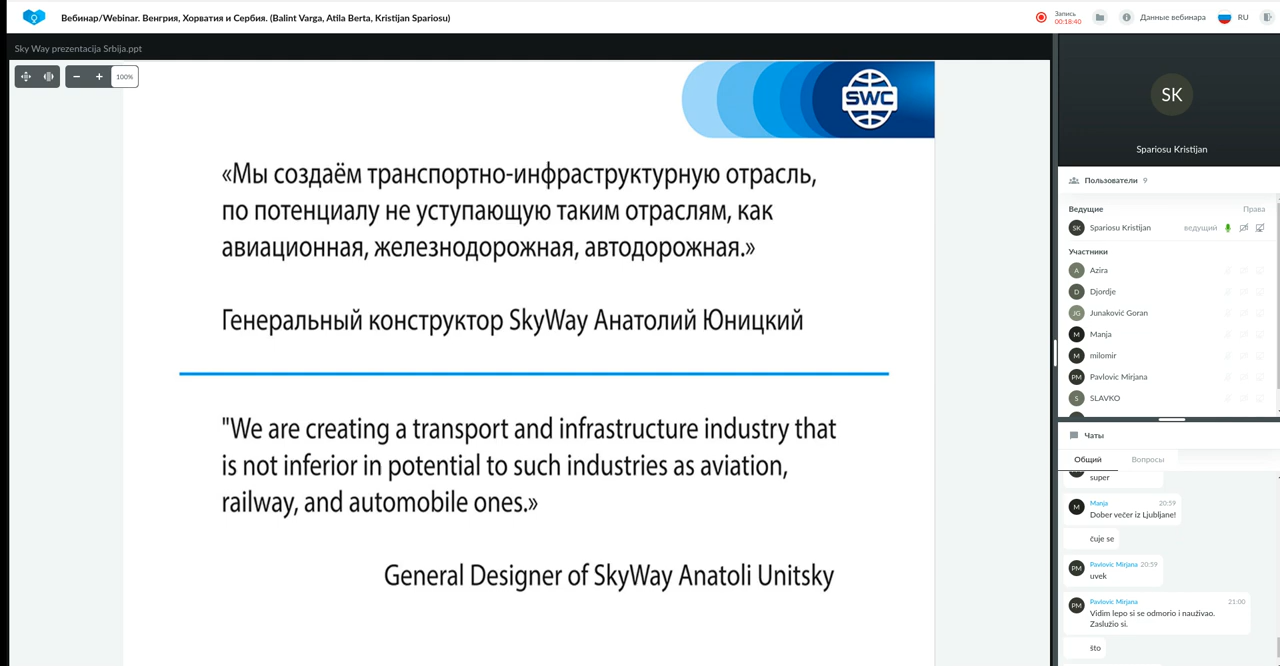 Вебинар/Webinar. Венгрия, Хорватия и Сербия. (Balint Varga, Atila Berta, Kristijan Spariosu)
Запись
00:18:40
Данные вебинара
RU
Sky Way prezentacija Srbija.ppt
100%
SWC
«Мы создаём транспортно-инфраструктурную отрасль,
по потенциалу не уступающую таким отраслям, как
авиационная, железнодорожная, автодорожная.»
Генеральный конструктор SkyWay Анатолий Юницкий
"We are creating a transport and infrastructure industry that
is not inferior in potential to such industries as aviation,
railway, and automobile ones.»
General Designer of SkyWay Anatoli Unitsky
SK
Spariosu Kristijan
Пользователи 9
Ведущие Права
SK Spariosu Kristijan ведущий
Участники
A Azira
D Djordje
JG Junaković Goran
M Manja
M milomir
PM Pavlovic Mirjana
S SLAVKO
Чаты
Общий Вопросы
super
M Manja 20:59
Dober večer iz Ljubljane!
čuje se
PM Pavlovic Mirjana 20:59
uvek
PM Pavlovic Mirjana 21:00
Vidim lepo si se odmorio i nauživao.
Zaslužio si.
što